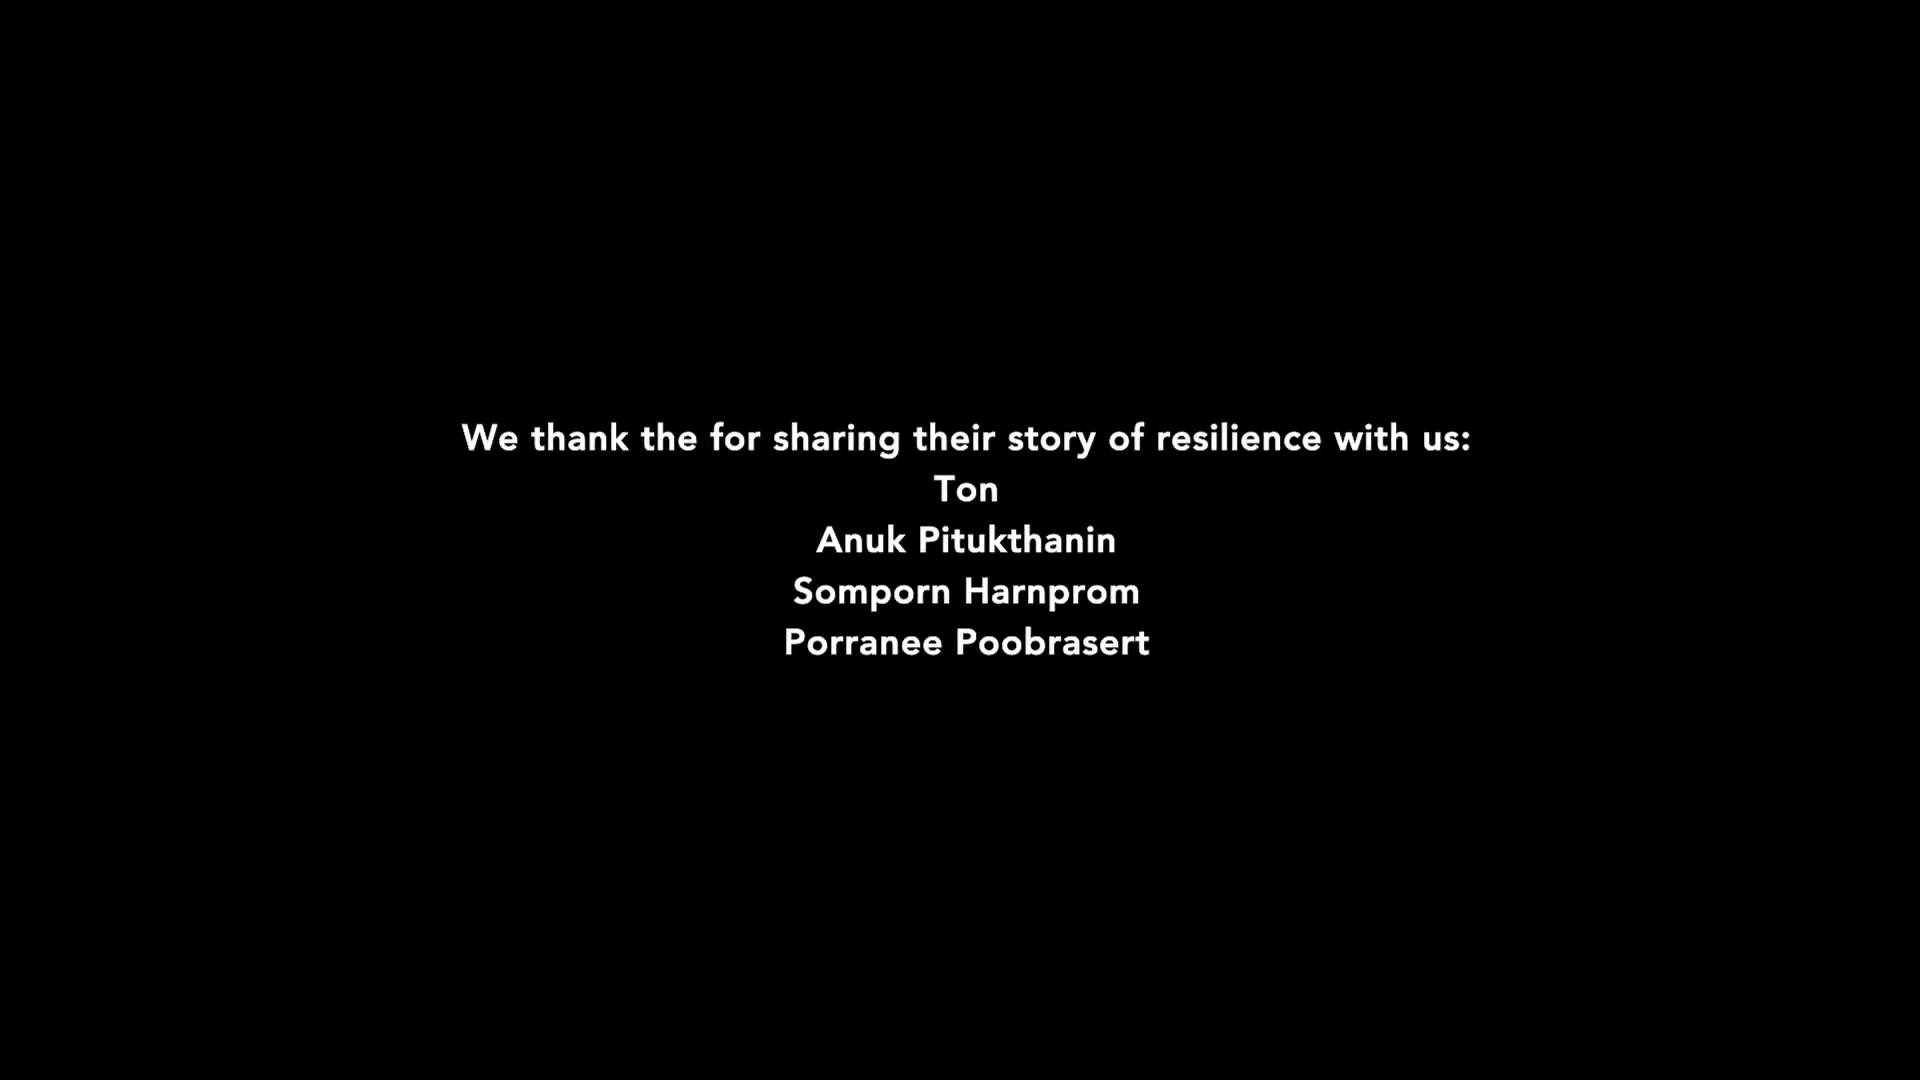 We thank the for sharing their story of resilience with us:
Ton
Anuk Pitukthanin
Somporn Harnprom
Porranee Poobrasert